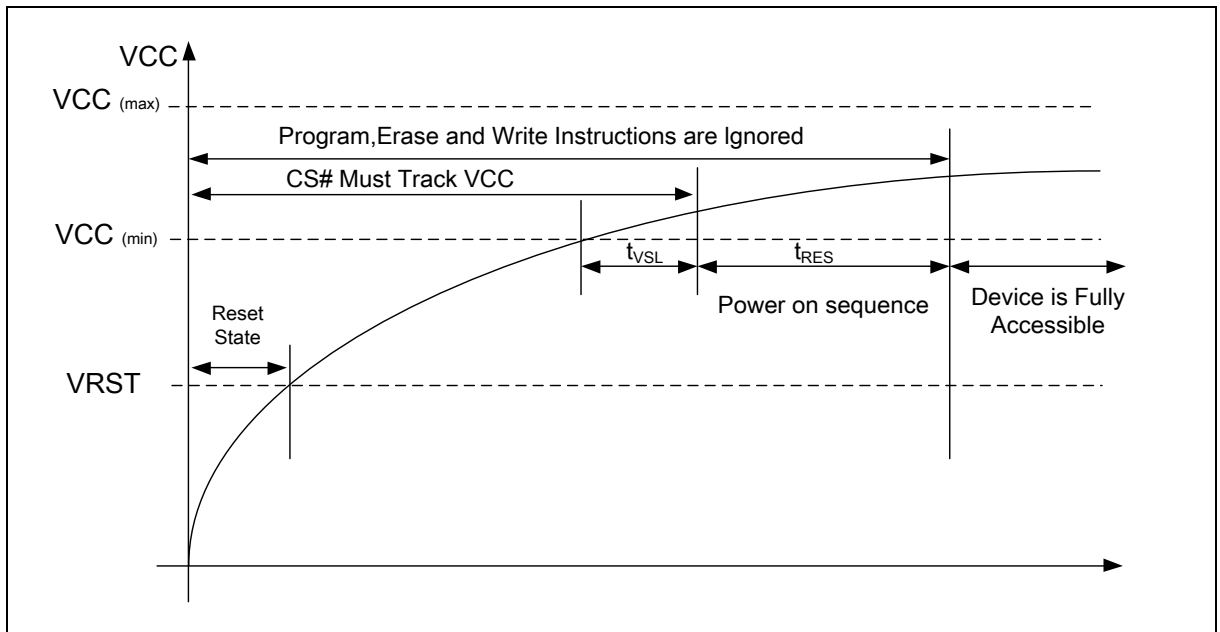 VCC
VCC (max)
Program,Erase and Write Instructions are Ignored
CS# Must Track VCC
VCC (min)
tVSL
tRES
Reset
State
Power on sequence
Device is Fully
Accessible
VRST